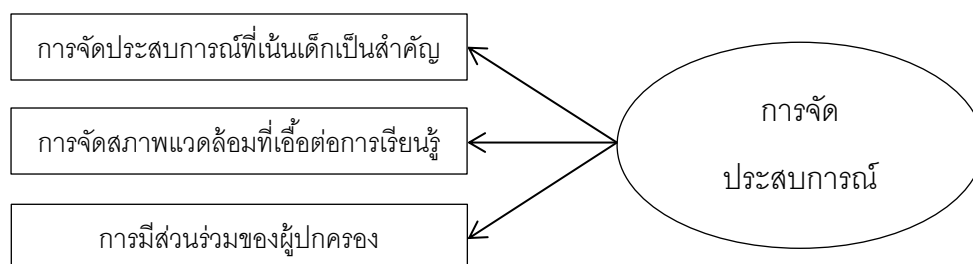 การจัดประสบการณ์ที่เน้นเด็กเป็นสำคัญ
การจัดสภาพแวดล้อมที่เอื้อต่อการเรียนรู้
การมีส่วนร่วมของผู้ปกครอง
การจัด
ประสบการณ์